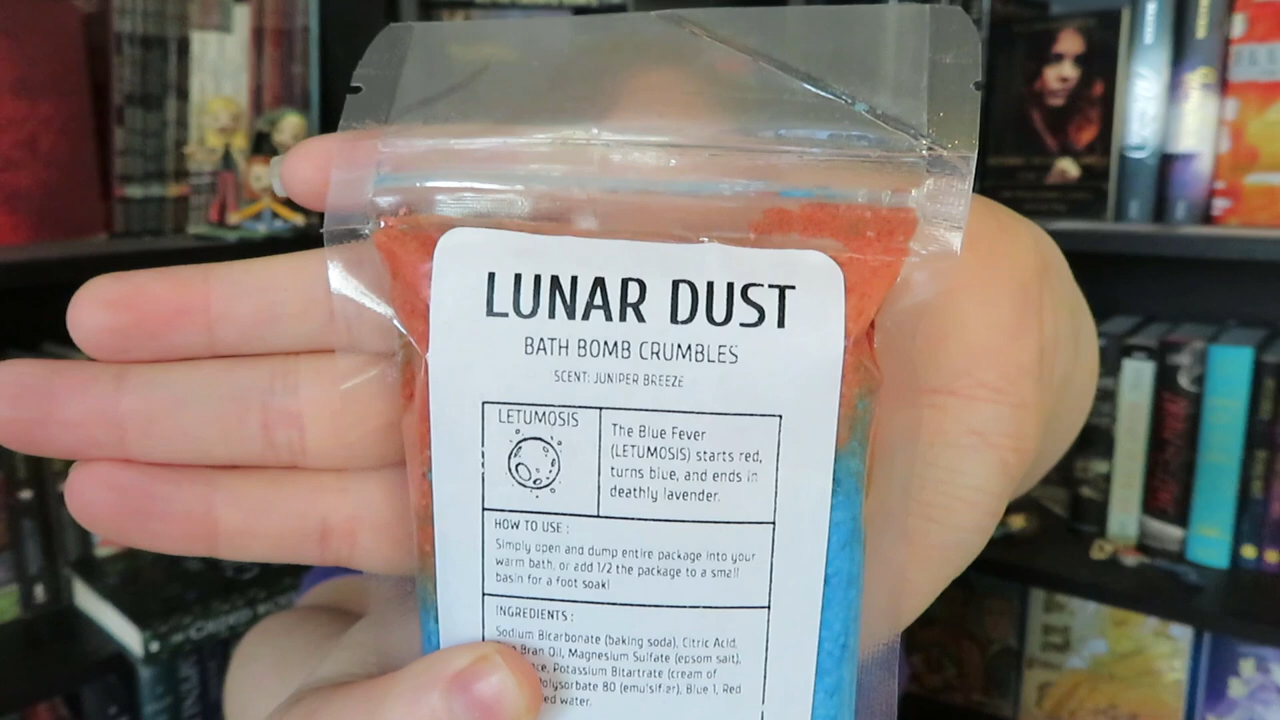 LUNAR DUST
BATH BOMB CRUMBLES
SCENT: JUNIPER BREEZE
LETUMOSIS
The Blue Fever
(LETUMOSIS) starts red,
turns blue, and ends in
deathly lavender.
HOW TO USE :
Simply open and dump entire package into your
warm bath, or add 1/2 the package to a small
basin for a foot soak!
INGREDIENTS :
Sodium Bicarbonate (baking soda), Citric Acid,
Bran Oil, Magnesium Sulfate (epsom salt),
Potassium Bitartrate (cream of
Polysorbate 80 (emulsifier), Blue 1, Red
water.